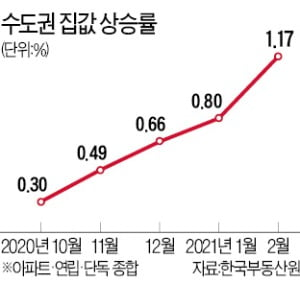 수도권 집값 상승률
(단위:%)
1.17
0.80
0.66
0.49
0.30
2020년 10월 11월 12월 2021년 1월 2월
※아파트·연립·단독 종합 자료:한국부동산원